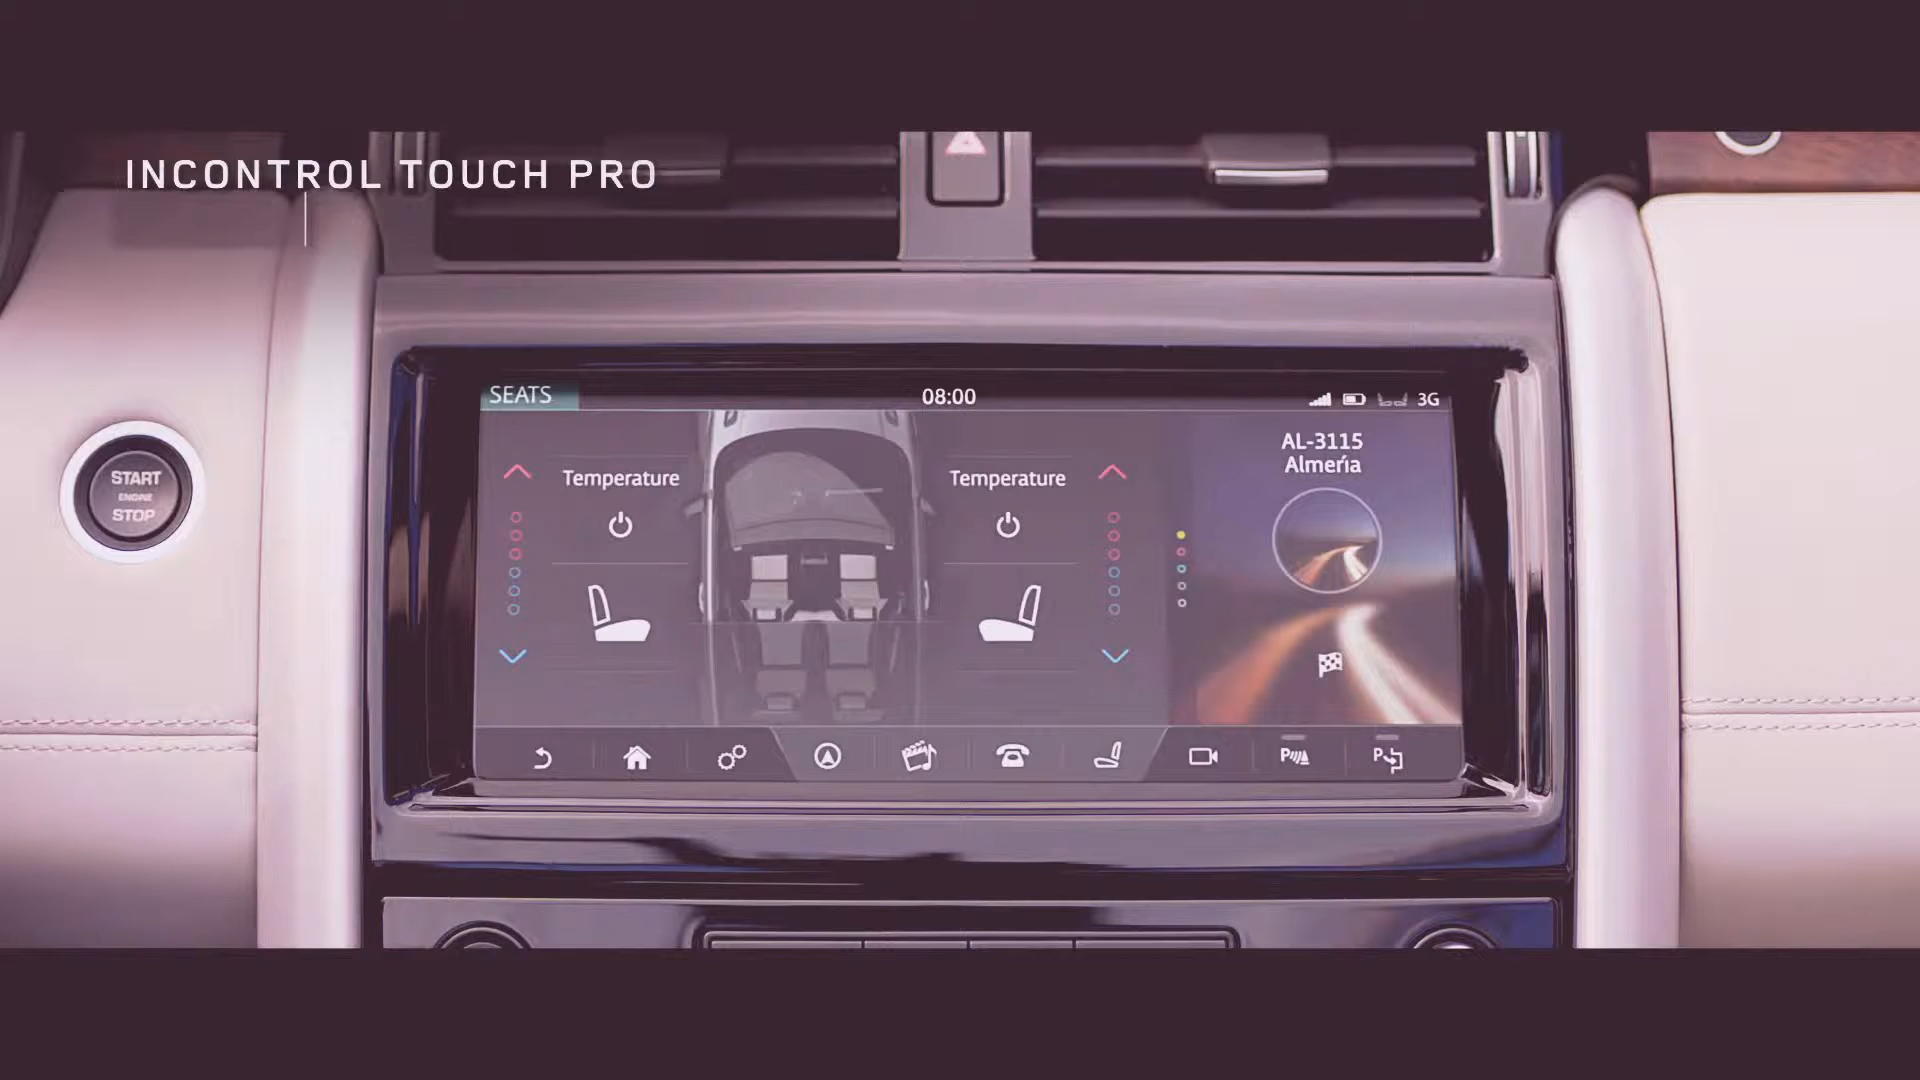 INCONTROL TOUCH PRO
SEATS
08:00
3G
AL-3115
Almería
Temperature
Temperature
START
ENGINE
STOP
P
P